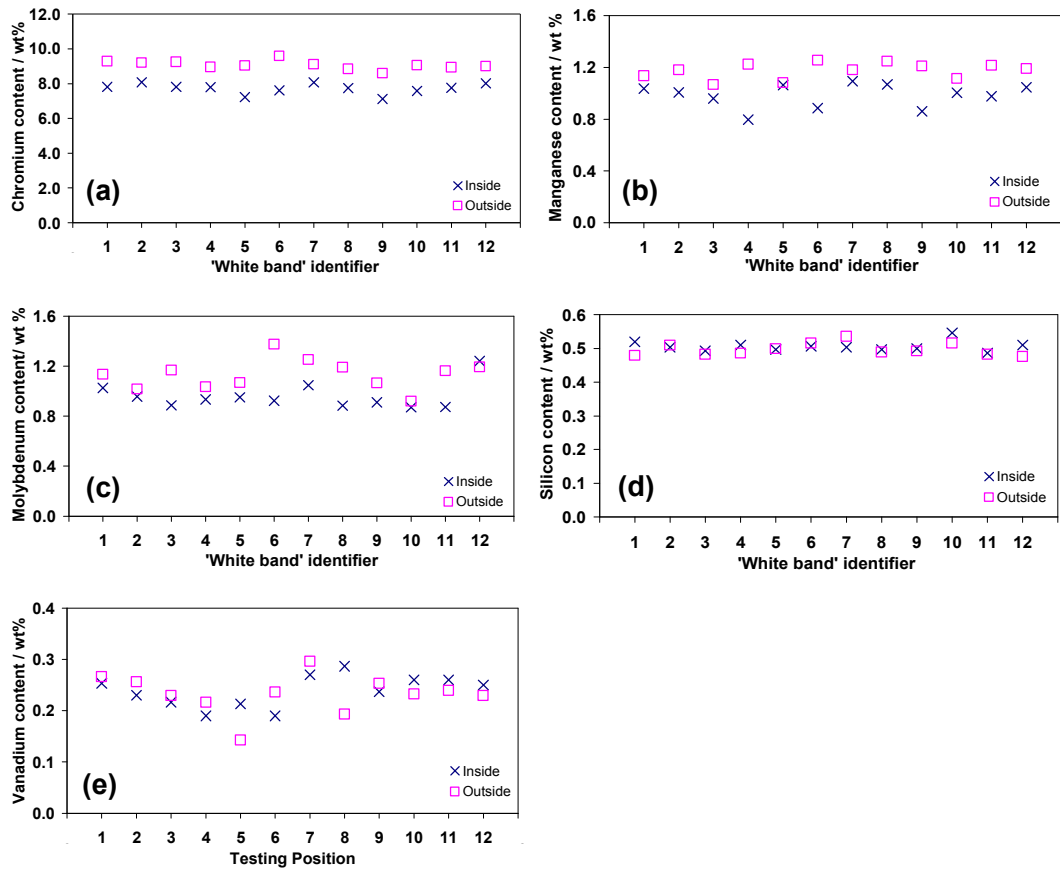 Chromium content / wt%
12.0
10.0
8.0
6.0
4.0
2.0
0.0
(a)
Inside
Outside
1 2 3 4 5 6 7 8 9 10 11 12
'White band' identifier
Manganese content / wt %
1.6
1.2
0.8
0.4
0.0
(b)
Inside
Outside
1 2 3 4 5 6 7 8 9 10 11 12
'White band' identifier
Molybdenum content/ wt %
1.6
1.2
0.8
0.4
0.0
(c)
Inside
Outside
1 2 3 4 5 6 7 8 9 10 11 12
'White band' identifier
Silicon content / wt%
0.6
0.5
0.4
0.3
0.2
0.1
0.0
(d)
Inside
Outside
1 2 3 4 5 6 7 8 9 10 11 12
'White band' identifier
Vanadium content / wt%
0.4
0.3
0.2
0.1
0.0
(e)
Inside
Outside
1 2 3 4 5 6 7 8 9 10 11 12
Testing Position